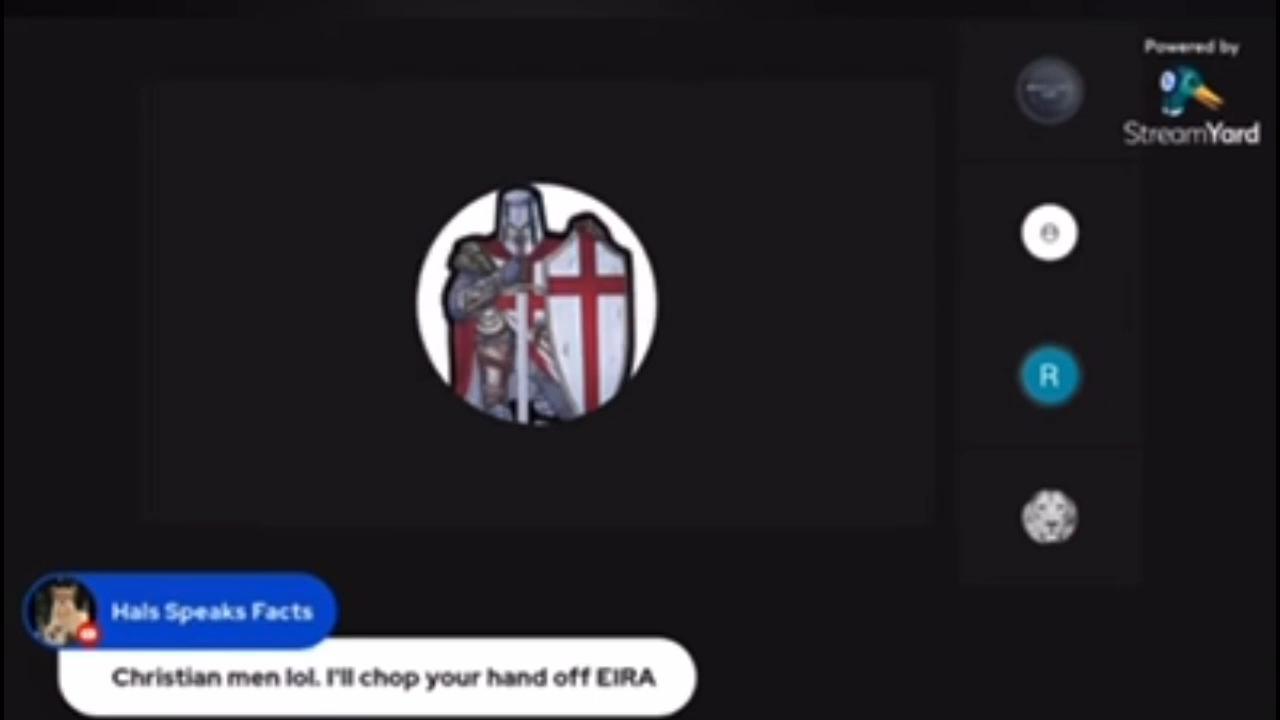 Powered by
StreamYard
R
Hals Speaks Facts
Christian men lol. I'll chop your hand off EIRA